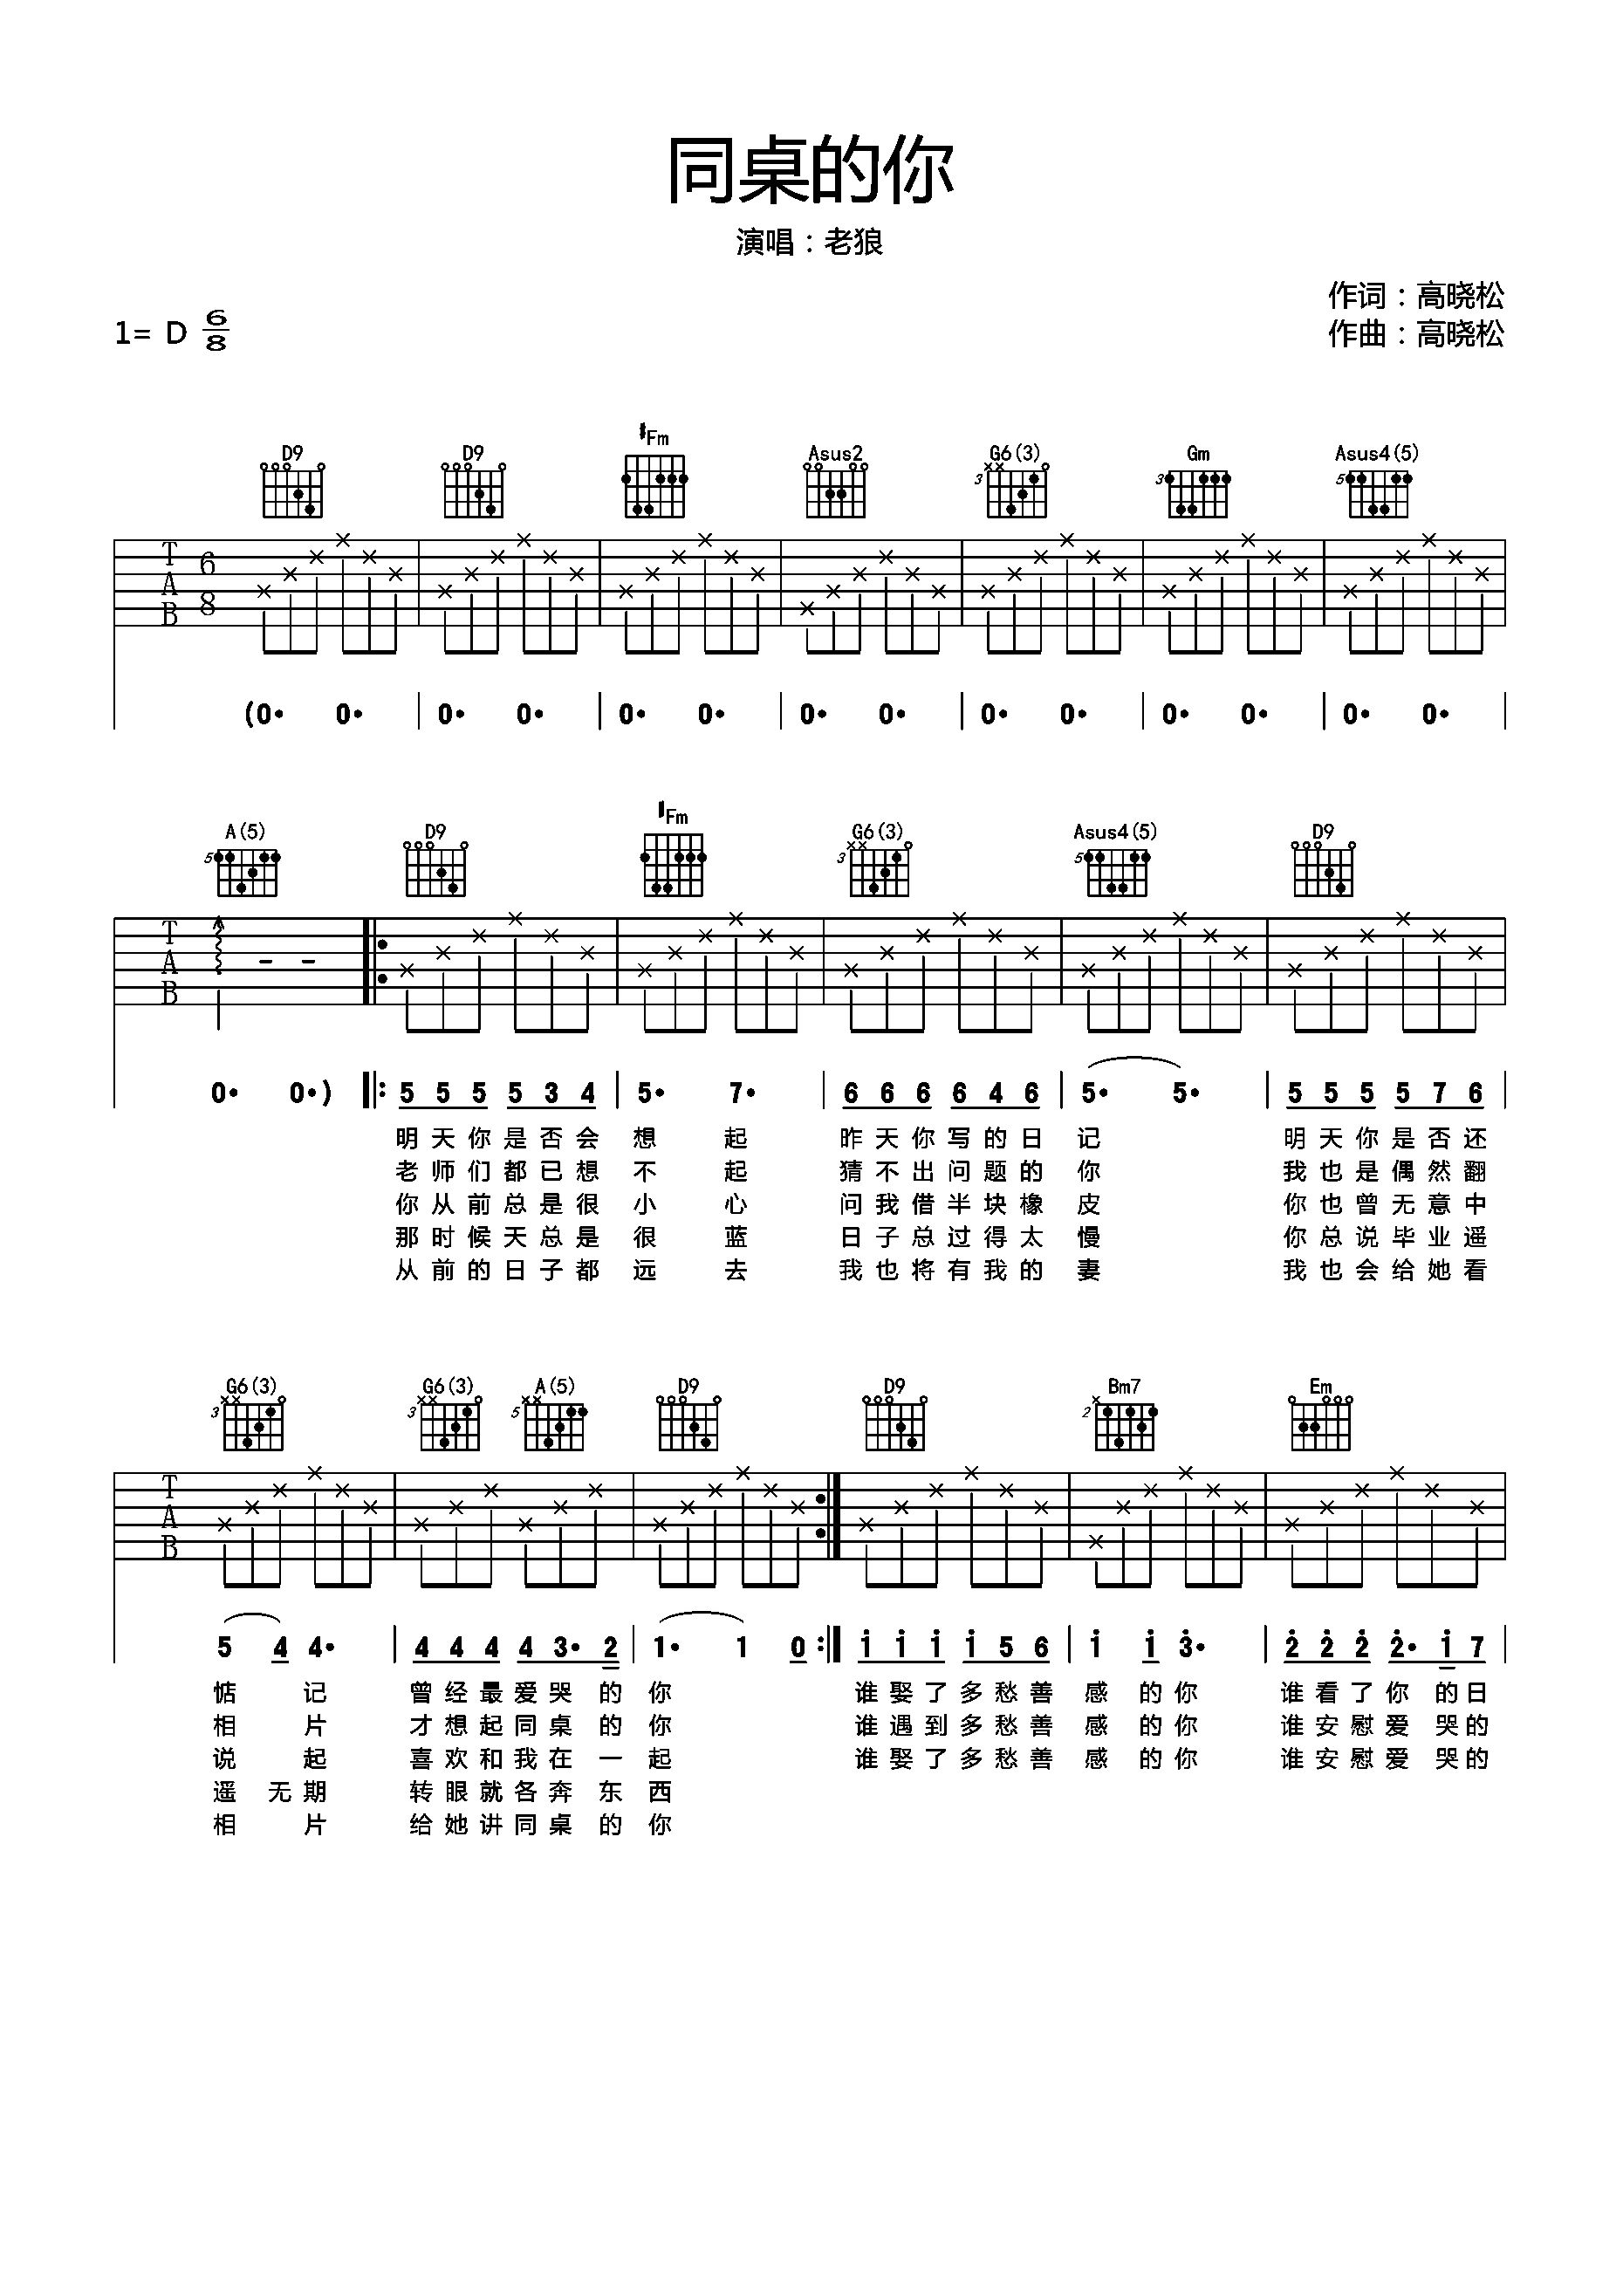 同桌的你
演唱：老狼
作词：高晓松
1= D 6/8
作曲：高晓松
D9 D9 #Fm Asus2 G6(3) Gm Asus4(5)
3 3 5
T A B 6 8
(0· 0· | 0· 0· | 0· 0· | 0· 0· | 0· 0· | 0· 0· | 0· 0· |
A(5) D9 #Fm G6(3) Asus4(5) D9
5 3 5
T A B
0· 0·) |: 5 5 5 5 3 4 | 5· 7· | 6 6 6 6 4 6 | 5· 5· | 5 5 5 5 7 6 |
明天你是否会 想 起 昨天你写的日 记 明天你是否还
老师们都已想 不 起 猜不出问题的 你 我也是偶然翻
你从前总是很 小 心 问我借半块橡 皮 你也曾无意中
那时候天总是 很 蓝 日子总过得太 慢 你总说毕业遥
从前的日子都 远 去 我也将有我的 妻 我也会给她看
G6(3) G6(3) A(5) D9 D9 Bm7 Em
3 3 5 2
T A B
5 4 4· | 4 4 4 4 3· 2 | 1· 1 0 :| i i i i 5 6 | i i 3̇· | 2̇ 2̇ 2̇ 2̇· i 7 |
惦 记 曾经最爱哭 的 你 谁娶了多愁善 感 的你 谁看了你 的日
相 片 才想起同桌 的 你 谁遇到多愁善 感 的你 谁安慰爱 哭的
说 起 喜欢和我在 一 起 谁娶了多愁善 感 的你 谁安慰爱 哭的
遥 无期 转眼就各奔 东 西
相 片 给她讲同桌 的 你